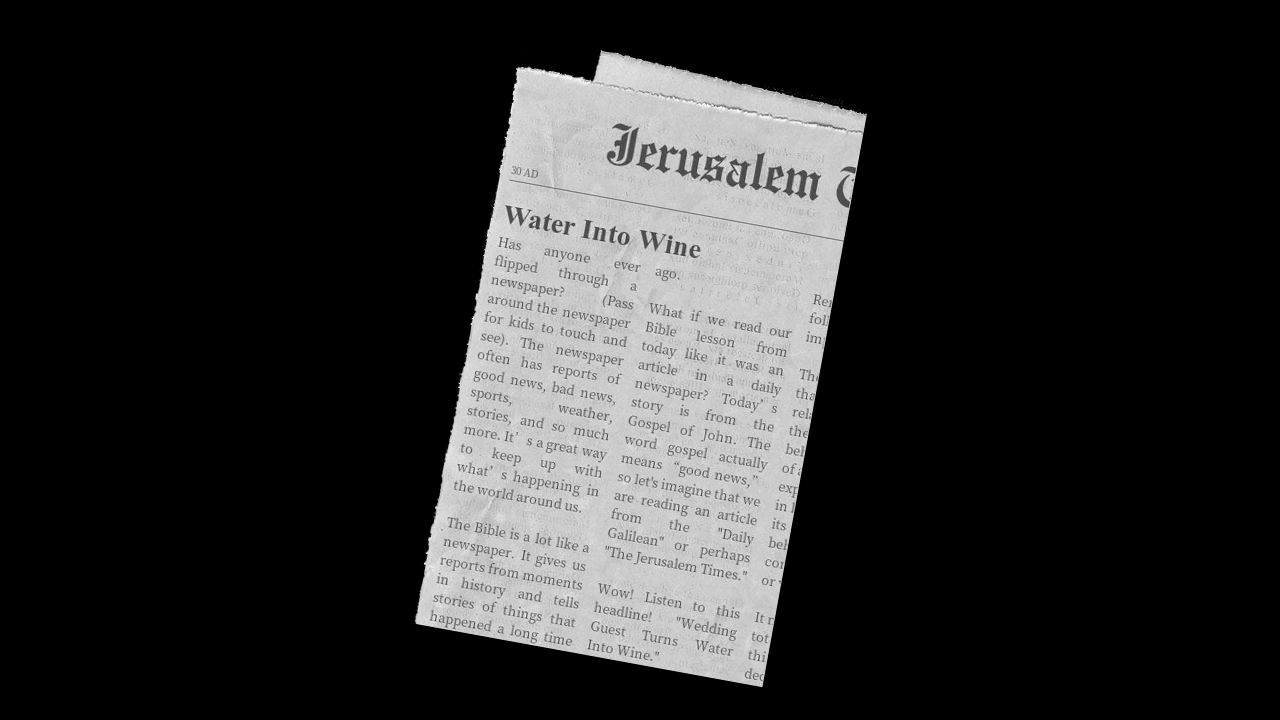 Jerusalem
30 AD
Water Into Wine
Has anyone ever
flipped through a
newspaper? (Pass
around the newspaper
for kids to touch and
see). The newspaper
often has reports of
good news, bad news,
sports, weather,
stories, and so much
more. It’ s a great way
to keep up with
what’ s happening in
the world around us.
The Bible is a lot like a
newspaper. It gives us
reports from moments
in history and tells
stories of things that
happened a long time
ago.
What if we read our
Bible lesson from
today like it was an
article in a daily
newspaper? Today’ s
story is from the
Gospel of John. The
word gospel actually
means “good news,”
so let's imagine that we
are reading an article
from the "Daily
Galilean" or perhaps
"The Jerusalem Times."
Wow! Listen to this
headline! "Wedding
Guest Turns Water
Into Wine."